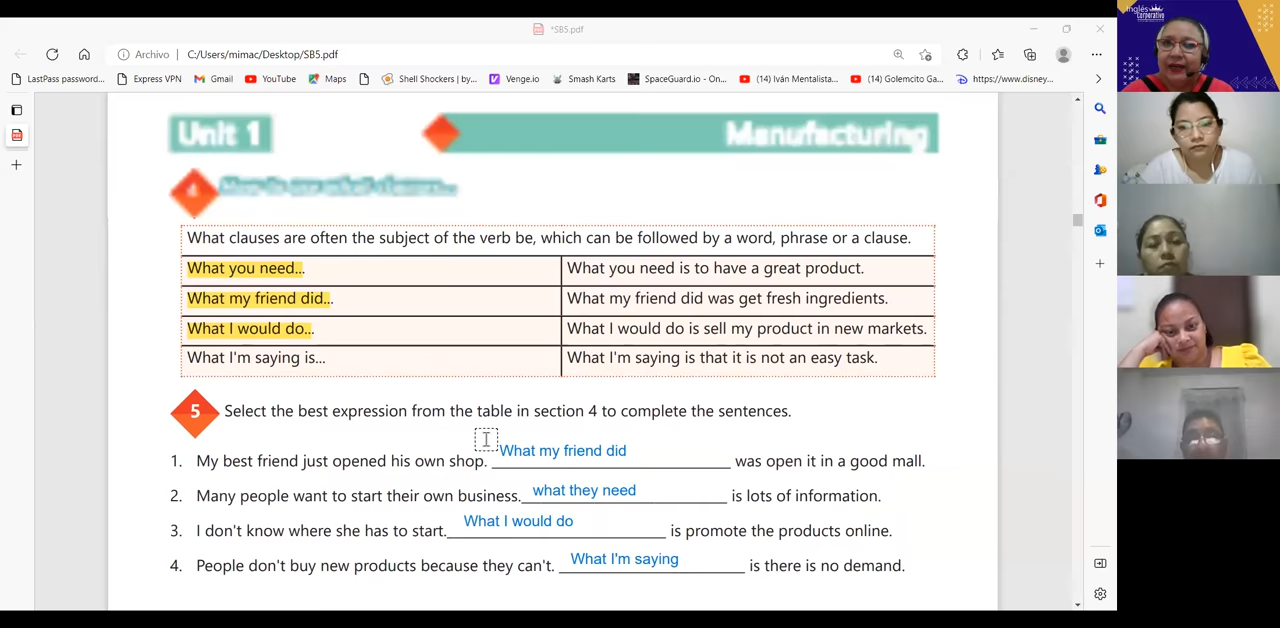 *SB5.pdf
Archivo | C:/Users/mimac/Desktop/SB5.pdf
LastPass password... Express VPN Gmail YouTube Maps Shell Shockers | by... Venge.io Smash Karts SpaceGuard.io - On... (14) Iván Mentalista... (14) Golemcito Ga... https://www.disney...
Inglés
Corporativo
Unit 1 Manufacturing
4 How to use what clauses...
What clauses are often the subject of the verb be, which can be followed by a word, phrase or a clause.
What you need... What you need is to have a great product.
What my friend did... What my friend did was get fresh ingredients.
What I would do... What I would do is sell my product in new markets.
What I'm saying is... What I'm saying is that it is not an easy task.
5 Select the best expression from the table in section 4 to complete the sentences.
1. My best friend just opened his own shop. What my friend did was open it in a good mall.
2. Many people want to start their own business. what they need is lots of information.
3. I don't know where she has to start. What I would do is promote the products online.
4. People don't buy new products because they can't. What I'm saying is there is no demand.